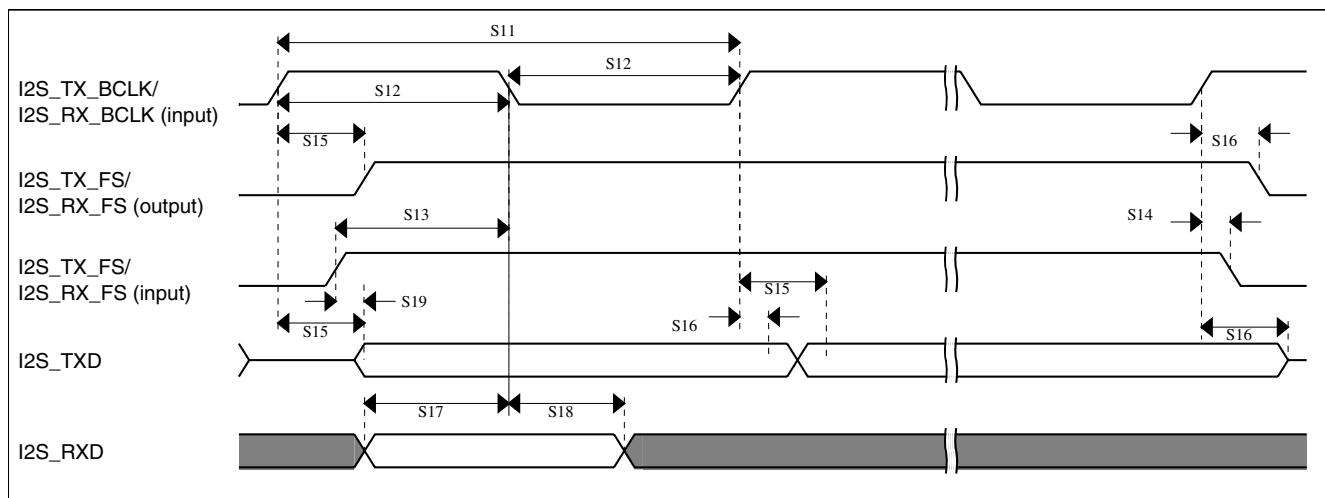 S11
I2S_TX_BCLK/
I2S_RX_BCLK (input)
S12
S12
S15
S16
I2S_TX_FS/
I2S_RX_FS (output)
S13
S14
I2S_TX_FS/
I2S_RX_FS (input)
S19
S15
S15
S16
S16
I2S_TXD
S17
S18
I2S_RXD